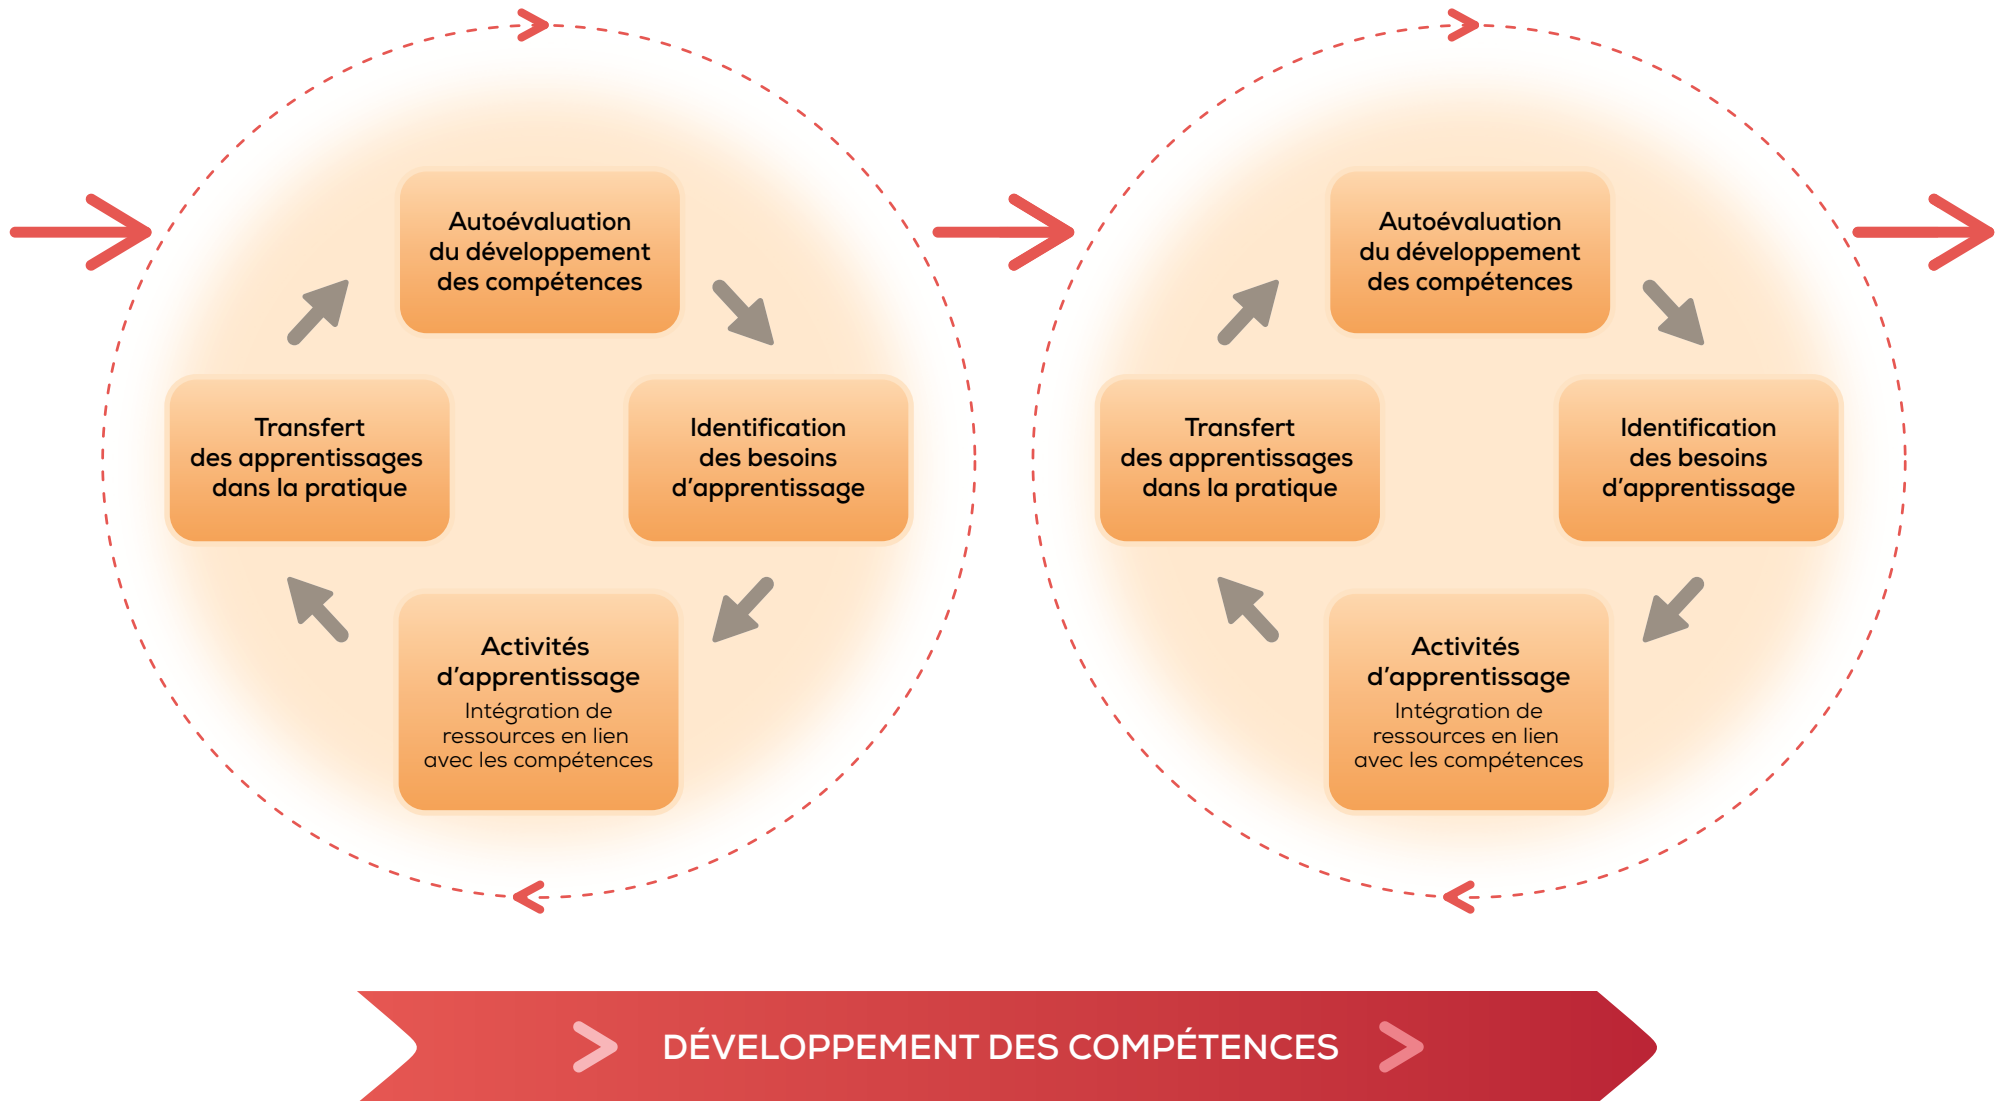 Autoévaluation
du développement
des compétences
Transfert
des apprentissages
dans la pratique
Identification
des besoins
d'apprentissage
Activités
d'apprentissage
Intégration de
ressources en lien
avec les compétences
Autoévaluation
du développement
des compétences
Transfert
des apprentissages
dans la pratique
Identification
des besoins
d'apprentissage
Activités
d'apprentissage
Intégration de
ressources en lien
avec les compétences
DÉVELOPPEMENT DES COMPÉTENCES